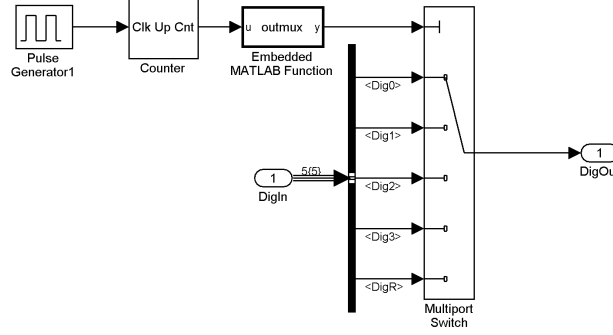 Clk Up Cnt
u outmux y
Pulse
Generator1
Counter
Embedded
MATLAB Function
<Dig0>
<Dig1>
1
5{5}
<Dig2>
1
DigIn
DigOu
<Dig3>
<DigR>
Multiport
Switch